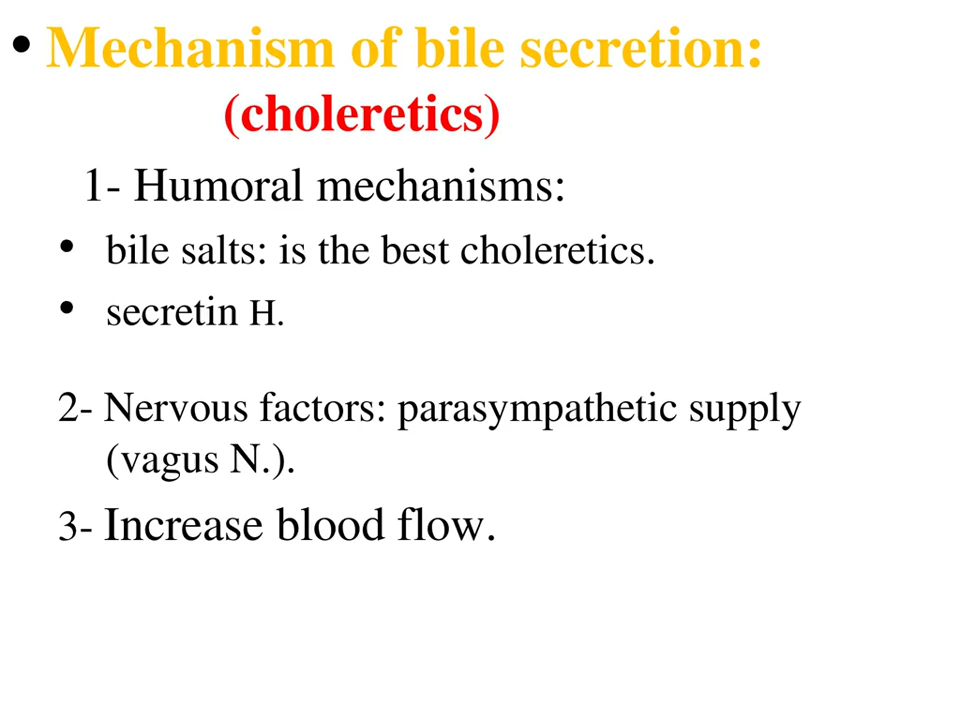 • Mechanism of bile secretion:
(choleretics)
1- Humoral mechanisms:
• bile salts: is the best choleretics.
• secretin H.
2- Nervous factors: parasympathetic supply
(vagus N.).
3- Increase blood flow.